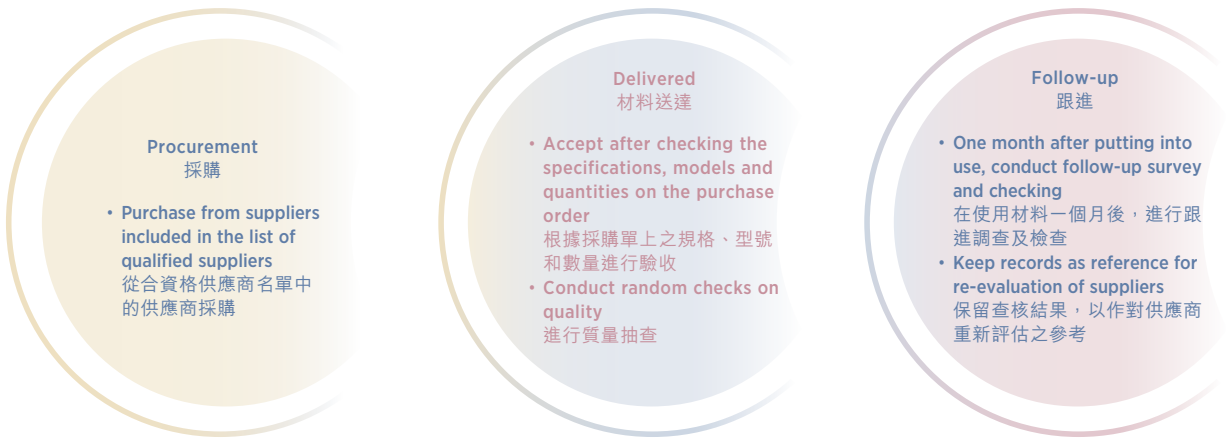 Procurement
採購
• Purchase from suppliers
included in the list of
qualified suppliers
從合資格供應商名單中
的供應商採購
Delivered
材料送達
• Accept after checking the
specifications, models and
quantities on the purchase
order
根據採購單上之規格、型號
和數量進行驗收
• Conduct random checks on
quality
進行質量抽查
Follow-up
跟進
• One month after putting into
use, conduct follow-up survey
and checking
在使用材料一個月後，進行跟
進調查及檢查
• Keep records as reference for
re-evaluation of suppliers
保留查核結果，以作對供應商
重新評估之參考